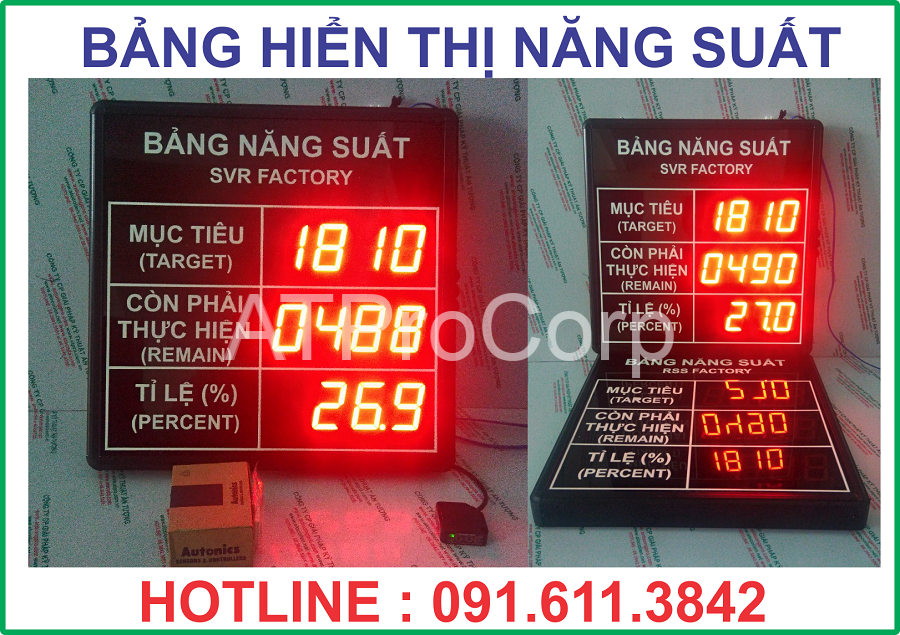 BẢNG HIỂN THỊ NĂNG SUẤT
BẢNG NĂNG SUẤT
SVR FACTORY
MỤC TIÊU
(TARGET)
1810
CÒN PHẢI
THỰC HIỆN
(REMAIN)
0488
TỈ LỆ (%)
(PERCENT)
26.9
Autonics
BẢNG NĂNG SUẤT
SVR FACTORY
MỤC TIÊU
(TARGET)
1810
CÒN PHẢI
THỰC HIỆN
(REMAIN)
0490
TỈ LỆ (%)
(PERCENT)
27.0
BẢNG NĂNG SUẤT
RSS FACTORY
MỤC TIÊU
(TARGET)
CÒN PHẢI
THỰC HIỆN
(REMAIN)
TỈ LỆ (%)
(PERCENT)
ATProCorp
HOTLINE : 091.611.3842